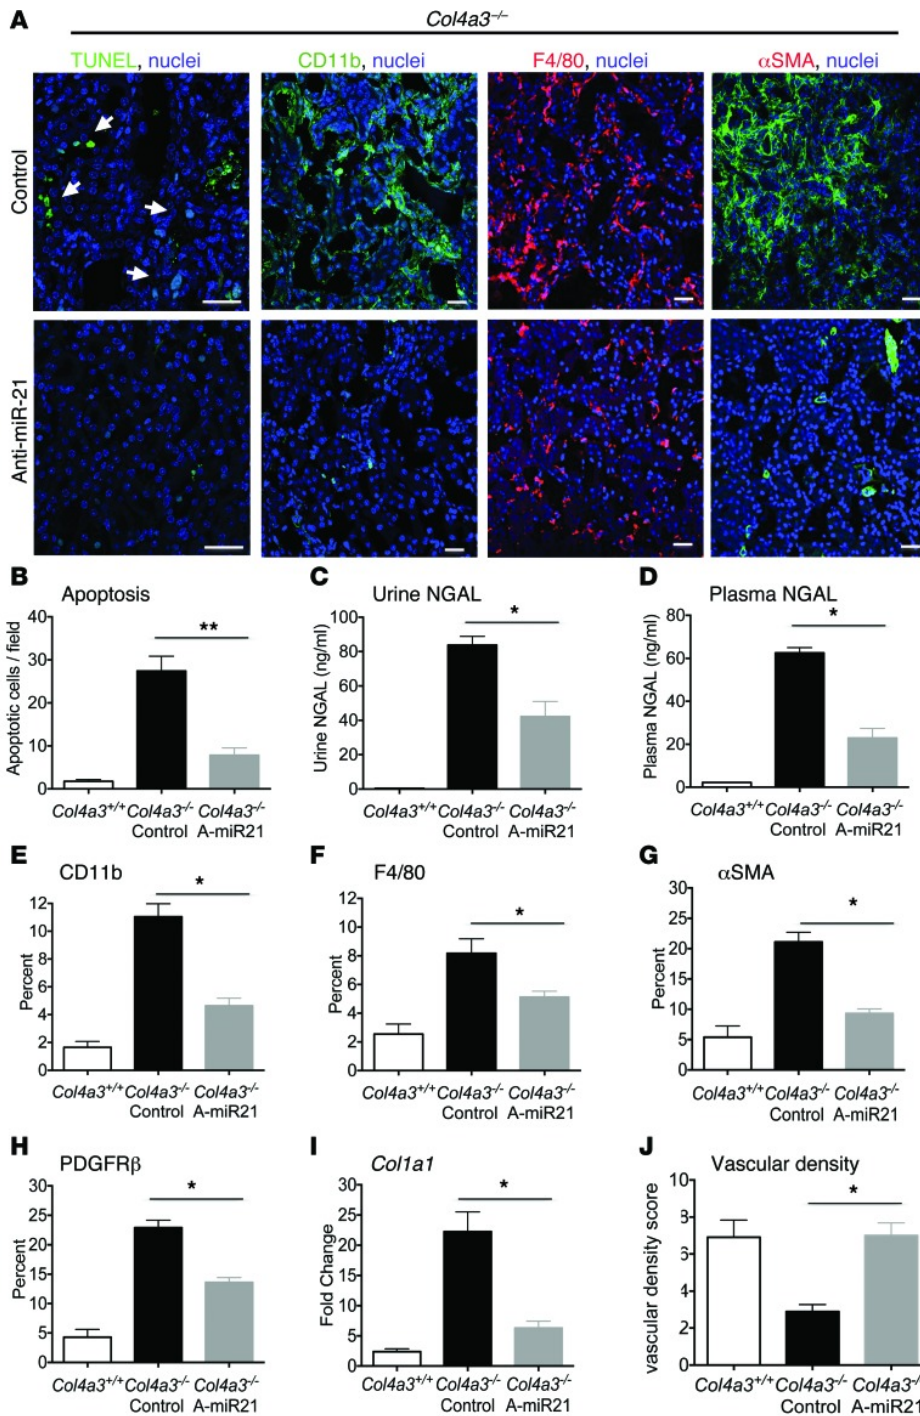 A
Col4a3–/–
TUNEL, nuclei CD11b, nuclei F4/80, nuclei αSMA, nuclei
Control
Anti-miR-21
B Apoptosis
Apoptotic cells / field
40
30
20
10
0
**
Col4a3+/+ Col4a3-/- Col4a3-/-
Control A-miR21
C Urine NGAL
Urine NGAL (ng/ml)
100
80
60
40
20
0
*
Col4a3+/+ Col4a3-/- Col4a3-/-
Control A-miR21
D Plasma NGAL
Plasma NGAL (ng/ml)
80
60
40
20
0
*
Col4a3+/+ Col4a3-/- Col4a3-/-
Control A-miR21
E CD11b
Percent
12
10
8
6
4
2
0
*
Col4a3+/+ Col4a3-/- Col4a3-/-
Control A-miR21
F F4/80
Percent
12
10
8
6
4
2
0
*
Col4a3+/+ Col4a3-/- Col4a3-/-
Control A-miR21
G αSMA
Percent
30
25
20
15
10
5
0
*
Col4a3+/+ Col4a3-/- Col4a3-/-
Control A-miR21
H PDGFRβ
Percent
30
25
20
15
10
5
0
*
Col4a3+/+ Col4a3-/- Col4a3-/-
Control A-miR21
I Col1a1
Fold Change
30
25
20
15
10
5
0
*
Col4a3+/+ Col4a3-/- Col4a3-/-
Control A-miR21
J Vascular density
vascular density score
10
8
6
4
2
0
*
Col4a3+/+ Col4a3-/- Col4a3-/-
Control A-miR21